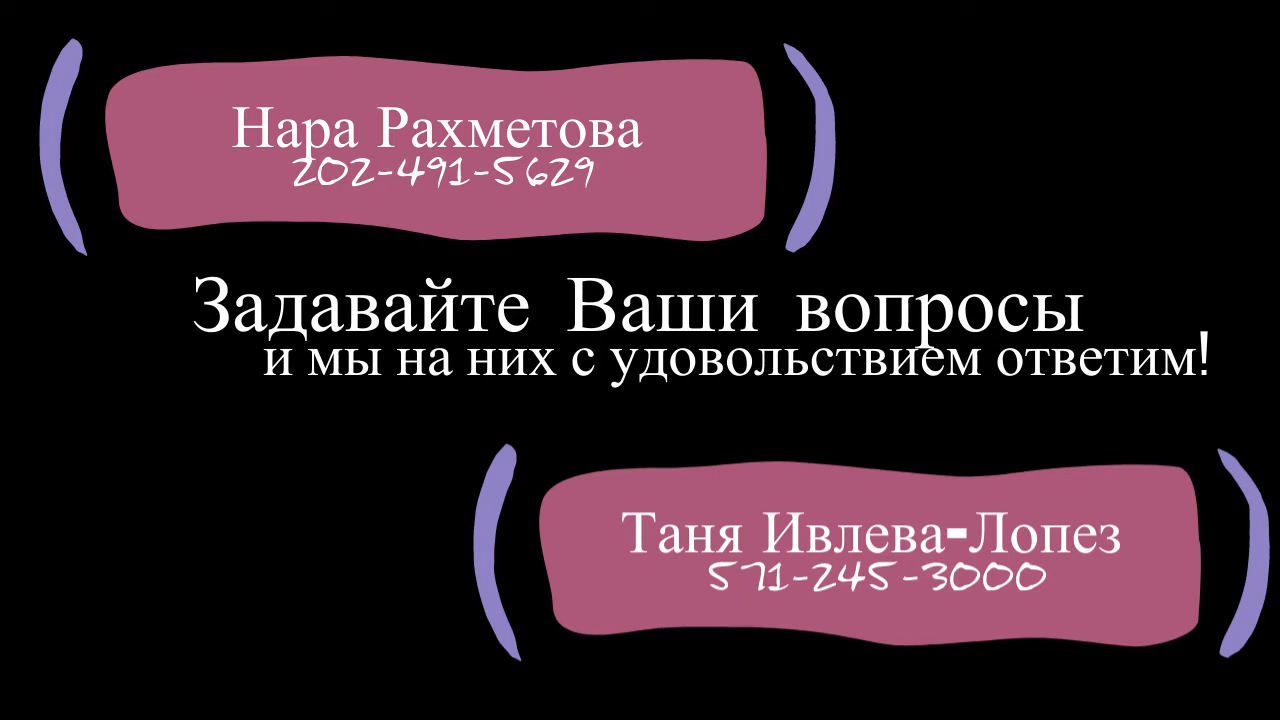 Нара Рахметова
202-491-5629
Задавайте Ваши вопросы
и мы на них с удовольствием ответим!
Таня Ивлева-Лопез
571-245-3000